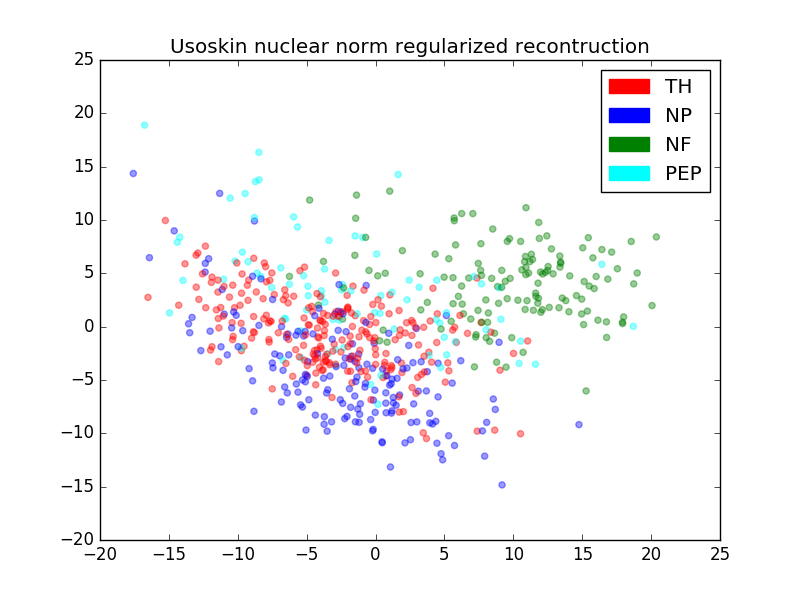 Usoskin nuclear norm regularized recontruction
TH
NP
NF
PEP
25
20
15
10
5
0
−5
−10
−15
−20
−20 −15 −10 −5 0 5 10 15 20 25